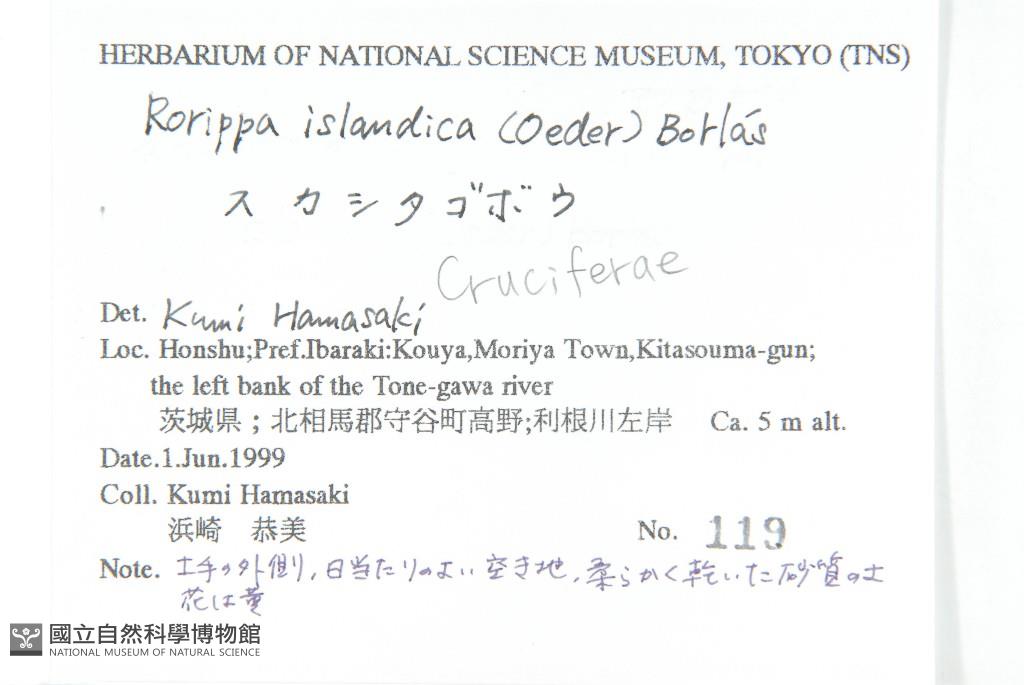 HERBARIUM OF NATIONAL SCIENCE MUSEUM, TOKYO (TNS)
Rorippa islandica (Oeder) Borbás
スカシタゴボウ
Cruciferae
Det. Kumi Hamasaki
Loc. Honshu;Pref.Ibaraki:Kouya,Moriya Town,Kitasouma-gun;
the left bank of the Tone-gawa river
茨城県；北相馬郡守谷町高野;利根川左岸 Ca. 5 m alt.
Date.1.Jun.1999
Coll. Kumi Hamasaki
浜崎 恭美 No. 119
Note. 土手の外側，日当たりのよい空き地，柔らかく乾いた砂質の土
花は黄
國立自然科學博物館
NATIONAL MUSEUM OF NATURAL SCIENCE